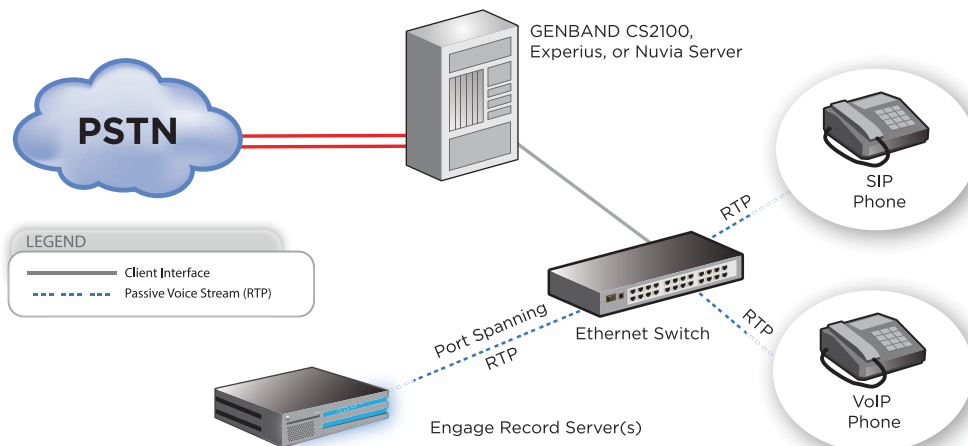 GENBAND CS2100,
Experius, or Nuvia Server
PSTN
SIP
Phone
RTP
LEGEND
Client Interface
Passive Voice Stream (RTP)
Port Spanning
RTP
Ethernet Switch
RTP
VoIP
Phone
Engage Record Server(s)